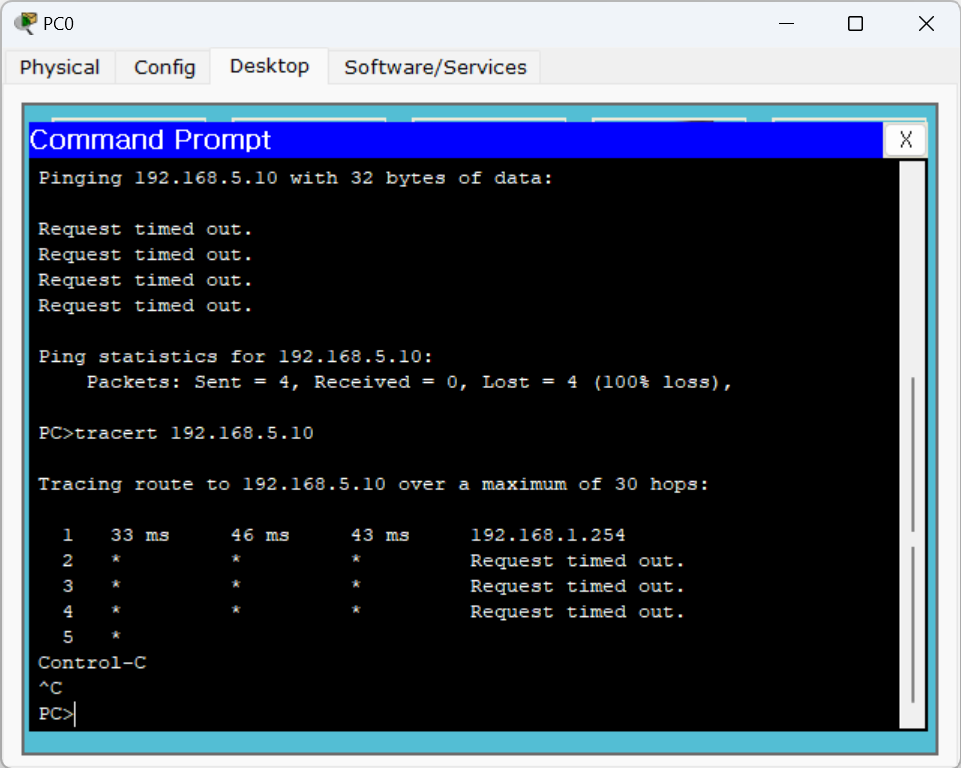 PC0
Physical Config Desktop Software/Services
Command Prompt X
Pinging 192.168.5.10 with 32 bytes of data:
Request timed out.
Request timed out.
Request timed out.
Request timed out.
Ping statistics for 192.168.5.10:
Packets: Sent = 4, Received = 0, Lost = 4 (100% loss),
PC>tracert 192.168.5.10
Tracing route to 192.168.5.10 over a maximum of 30 hops:
1 33 ms 46 ms 43 ms 192.168.1.254
2 * * * Request timed out.
3 * * * Request timed out.
4 * * * Request timed out.
5 *
Control-C
^C
PC>